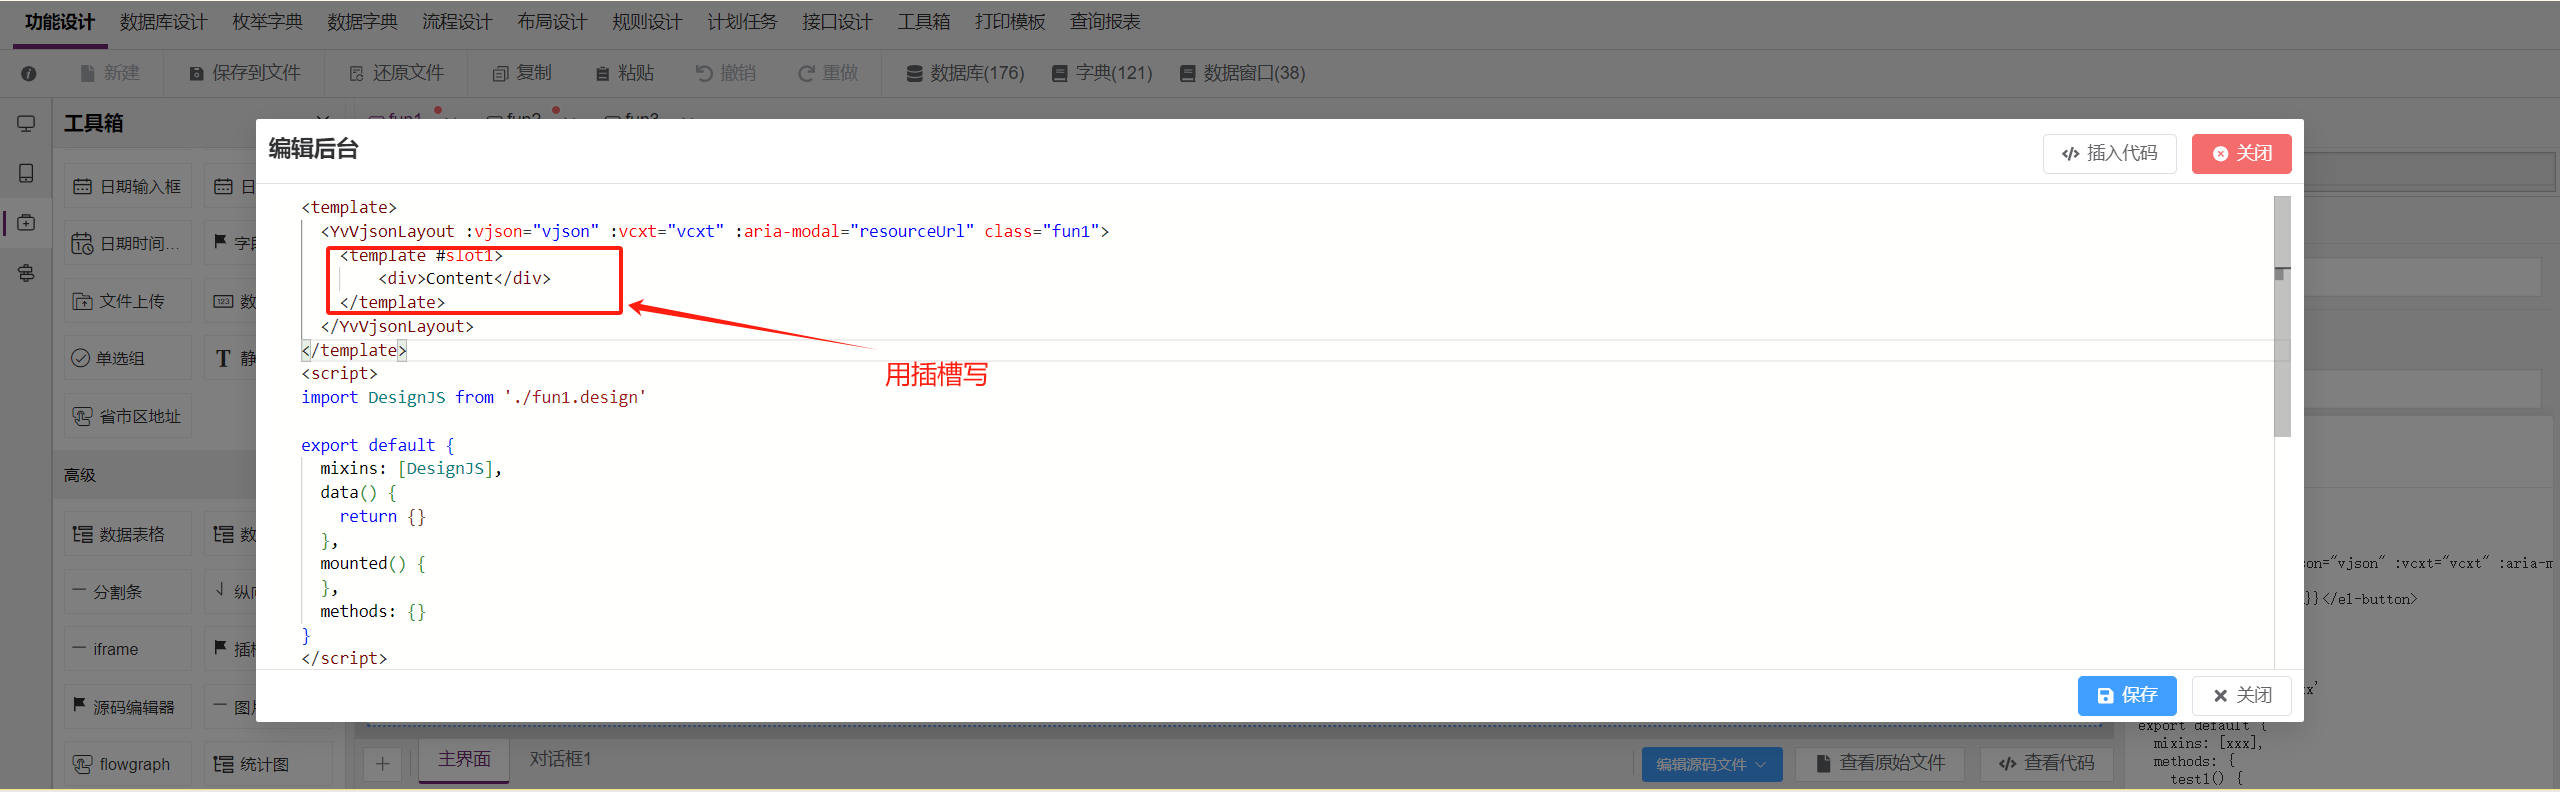 功能设计 数据库设计 枚举字典 数据字典 流程设计 布局设计 规则设计 计划任务 接口设计 工具箱 打印模板 查询报表
新建 保存到文件 还原文件 复制 粘贴 撤销 重做 数据库(176) 字典(121) 数据窗口(38)
工具箱
fun1 fun2 fun3
日期输入框 日
日期时间... 字段
文件上传 数
单选组 静
省市区地址
高级
数据表格 数
分割条 纵向
iframe 插槽
源码编辑器 图片
flowgraph 统计图
编辑后台
插入代码 关闭
<template>
<YvVjsonLayout :vjson="vjson" :vcxt="vcxt" :aria-modal="resourceUrl" class="fun1">
<template #slot1>
<div>Content</div>
</template>
</YvVjsonLayout>
</template>
用插槽写
<script>
import DesignJS from './fun1.design'
export default {
mixins: [DesignJS],
data() {
return {}
},
mounted() {
},
methods: {}
}
</script>
保存 关闭
son="vjson" :vcxt="vcxt" :aria-m
}}</el-button>
x'
export default {
mixins: [xxx],
methods: {
test1() {
主界面 对话框1
编辑源码文件 查看原始文件 查看代码